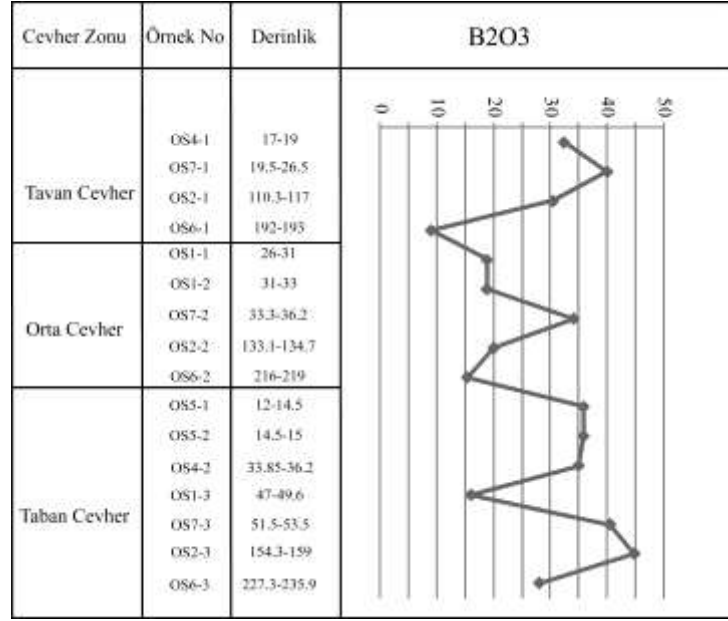 Cevher Zonu Örnek No Derinlik B2O3
0 10 20 30 40 50
OS4-1 17-19
OS7-1 19.5-26.5
Tavan Cevher OS2-1 110.3-117
OS6-1 192-193
OS1-1 26-31
OS1-2 31-33
Orta Cevher OS7-2 33.3-36.2
OS2-2 133.1-134.7
OS6-2 216-219
OS5-1 12-14.5
OS5-2 14.5-15
OS4-2 33.85-36.2
OS1-3 47-49.6
Taban Cevher OS7-3 51.5-53.5
OS2-3 154.3-159
OS6-3 227.3-235.9